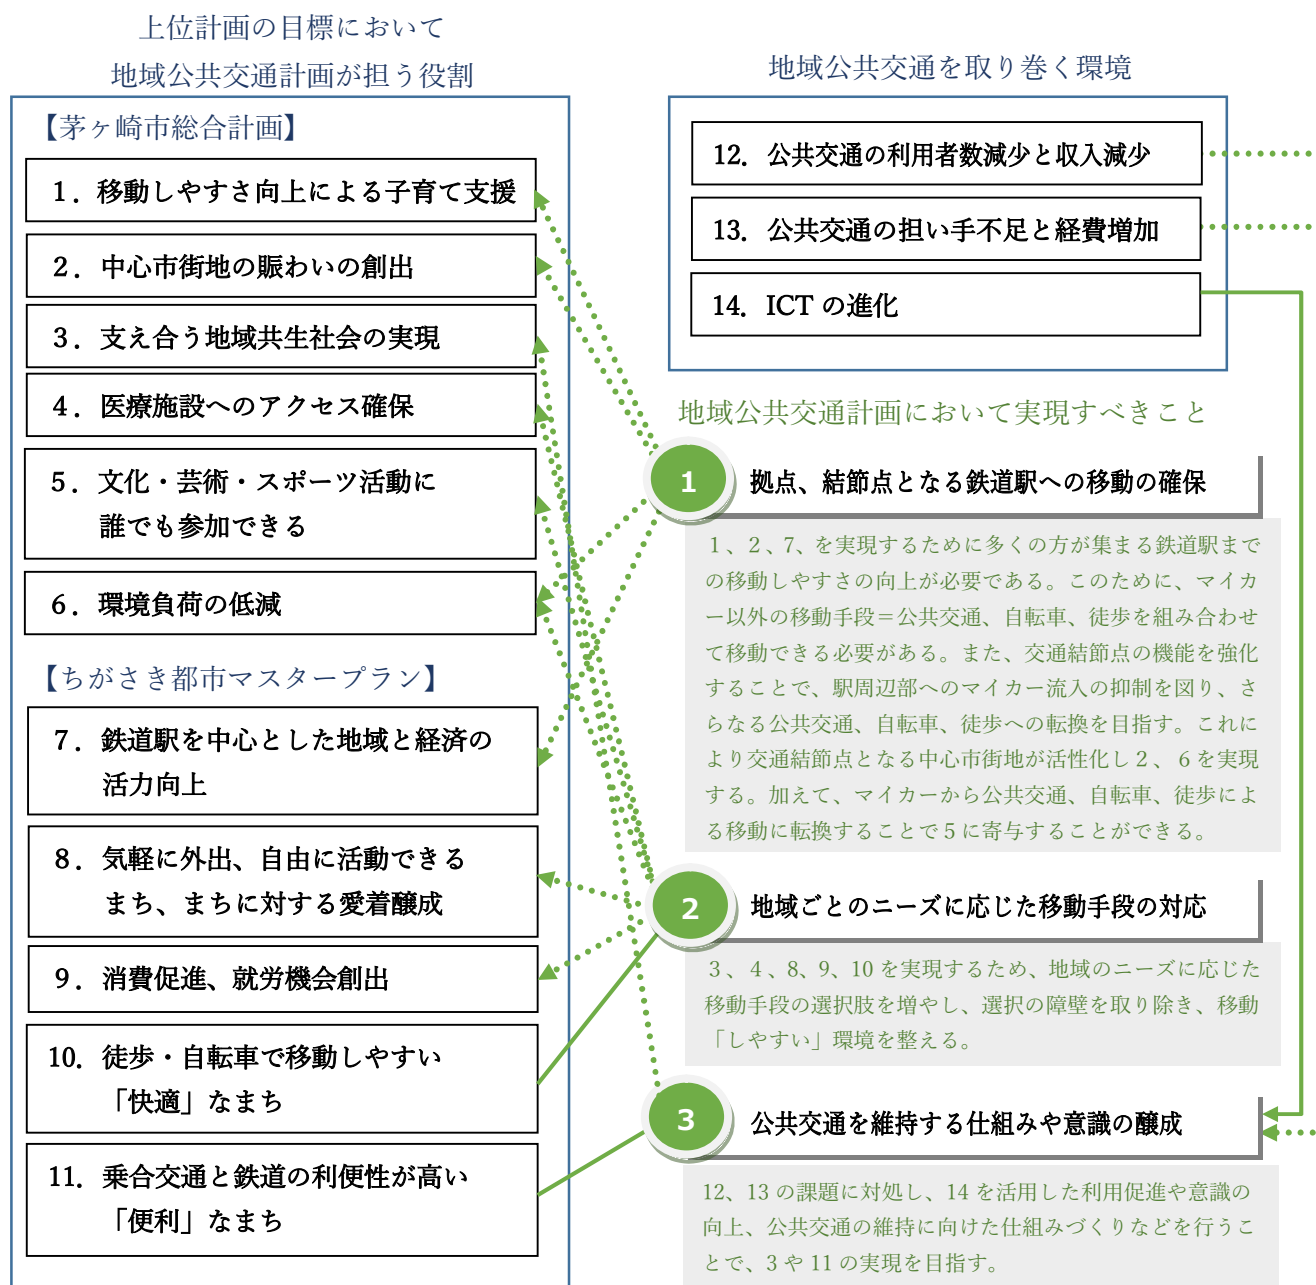 上位計画の目標において
地域公共交通計画が担う役割
【茅ヶ崎市総合計画】
1．移動しやすさ向上による子育て支援
2．中心市街地の賑わいの創出
3．支え合う地域共生社会の実現
4．医療施設へのアクセス確保
5．文化・芸術・スポーツ活動に
誰でも参加できる
6．環境負荷の低減
【ちがさき都市マスタープラン】
7．鉄道駅を中心とした地域と経済の
活力向上
8．気軽に外出、自由に活動できる
まち、まちに対する愛着醸成
9．消費促進、就労機会創出
10．徒歩・自転車で移動しやすい
「快適」なまち
11．乗合交通と鉄道の利便性が高い
「便利」なまち
地域公共交通を取り巻く環境
12．公共交通の利用者数減少と収入減少
13．公共交通の担い手不足と経費増加
14．ICT の進化
地域公共交通計画において実現すべきこと
1 拠点、結節点となる鉄道駅への移動の確保
1、2、7、を実現するために多くの方が集まる鉄道駅まで
の移動しやすさの向上が必要である。このために、マイカ
ー以外の移動手段＝公共交通、自転車、徒歩を組み合わせ
て移動できる必要がある。また、交通結節点の機能を強化
することで、駅周辺部へのマイカー流入の抑制を図り、さ
らなる公共交通、自転車、徒歩への転換を目指す。これに
より交通結節点となる中心市街地が活性化し2、6を実現
する。加えて、マイカーから公共交通、自転車、徒歩によ
る移動に転換することで5に寄与することができる。
2 地域ごとのニーズに応じた移動手段の対応
3、4、8、9、10 を実現するため、地域のニーズに応じた
移動手段の選択肢を増やし、選択の障壁を取り除き、移動
「しやすい」環境を整える。
3 公共交通を維持する仕組みや意識の醸成
12、13 の課題に対処し、14 を活用した利用促進や意識の
向上、公共交通の維持に向けた仕組みづくりなどを行うこ
とで、3 や 11 の実現を目指す。